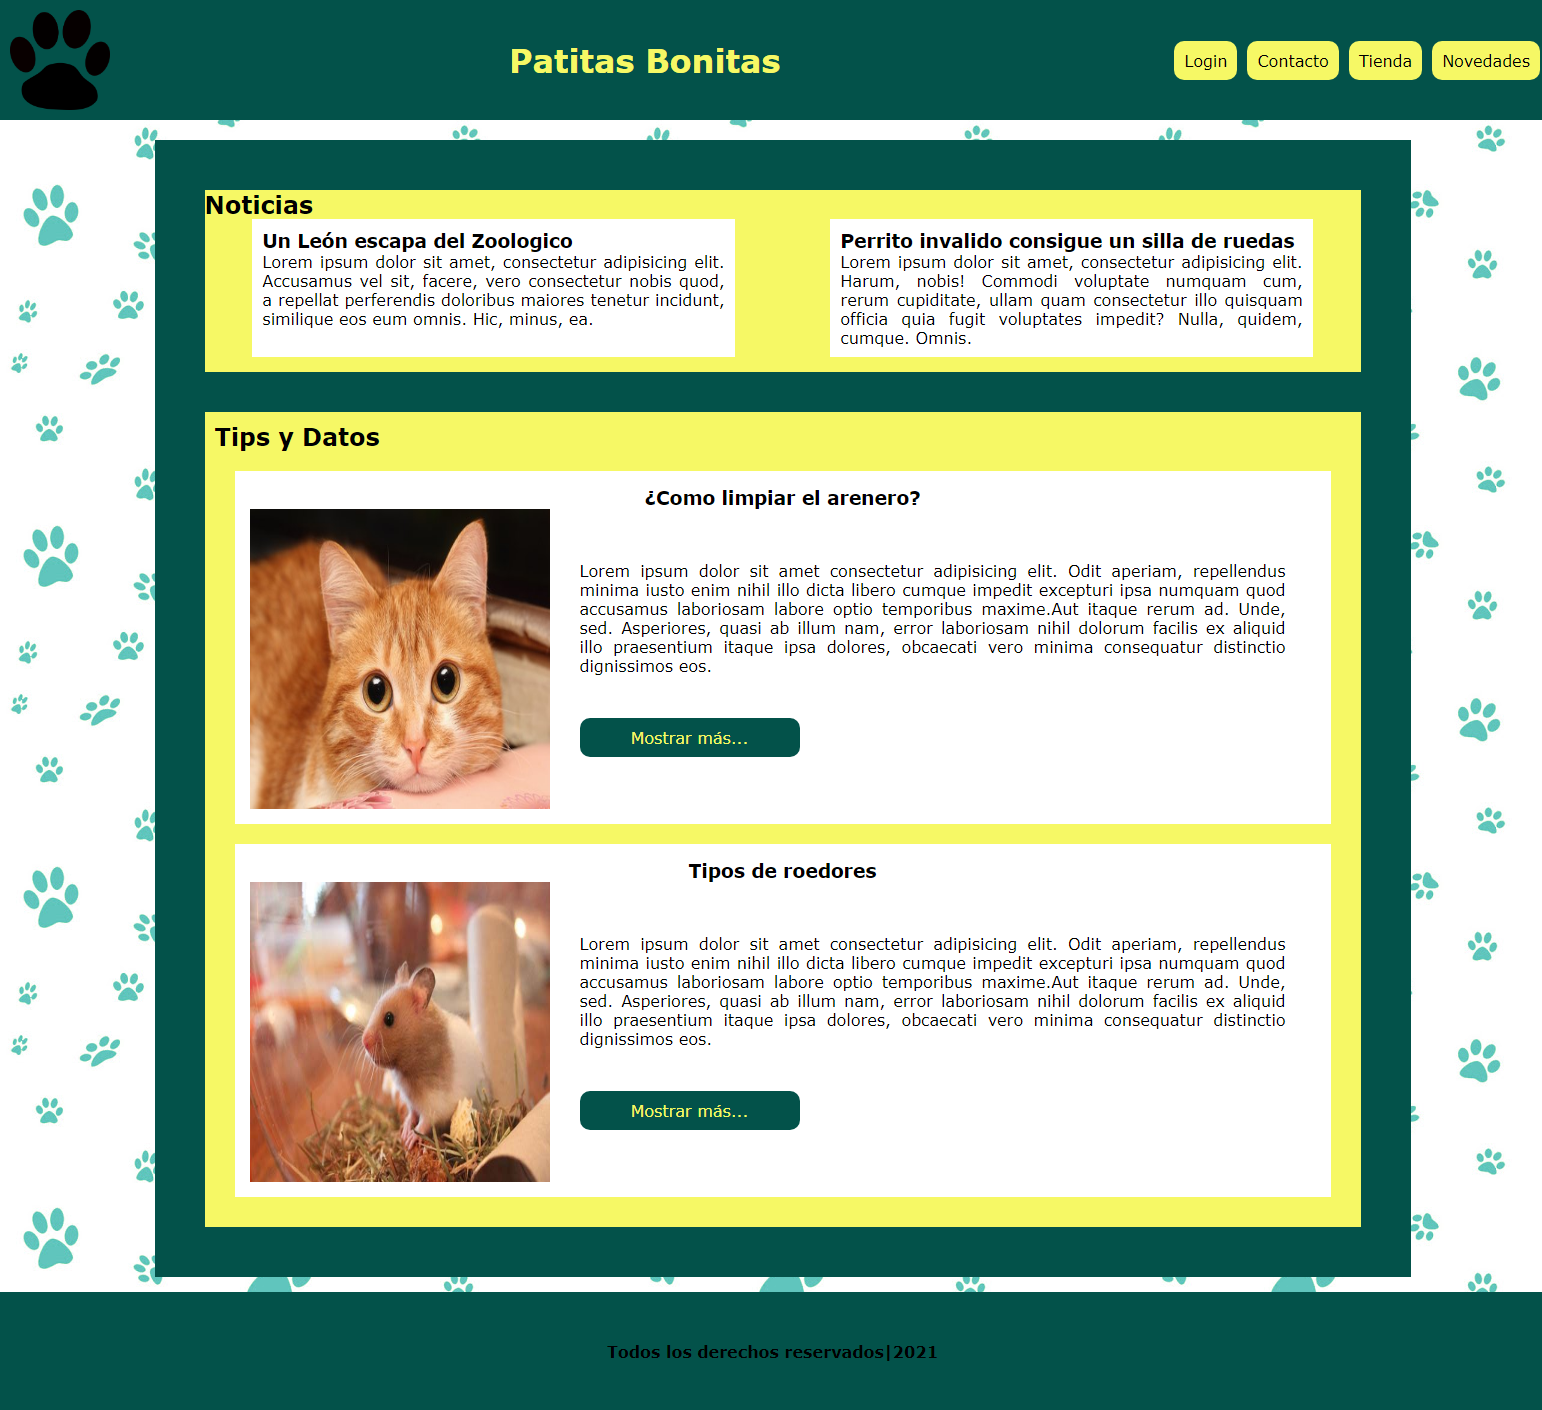 Patitas Bonitas
Login
Contacto
Tienda
Novedades
Noticias
Un León escapa del Zoologico
Lorem ipsum dolor sit amet, consectetur adipisicing elit.
Accusamus vel sit, facere, vero consectetur nobis quod,
a repellat perferendis doloribus maiores tenetur incidunt,
similique eos eum omnis. Hic, minus, ea.
Perrito invalido consigue un silla de ruedas
Lorem ipsum dolor sit amet, consectetur adipisicing elit.
Harum, nobis! Commodi voluptate numquam cum,
rerum cupiditate, ullam quam consectetur illo quisquam
officia quia fugit voluptates impedit? Nulla, quidem,
cumque. Omnis.
Tips y Datos
¿Como limpiar el arenero?
Lorem ipsum dolor sit amet consectetur adipisicing elit. Odit aperiam, repellendus
minima iusto enim nihil illo dicta libero cumque impedit excepturi ipsa numquam quod
accusamus laboriosam labore optio temporibus maxime.Aut itaque rerum ad. Unde,
sed. Asperiores, quasi ab illum nam, error laboriosam nihil dolorum facilis ex aliquid
illo praesentium itaque ipsa dolores, obcaecati vero minima consequatur distinctio
dignissimos eos.
Mostrar más...
Tipos de roedores
Lorem ipsum dolor sit amet consectetur adipisicing elit. Odit aperiam, repellendus
minima iusto enim nihil illo dicta libero cumque impedit excepturi ipsa numquam quod
accusamus laboriosam labore optio temporibus maxime.Aut itaque rerum ad. Unde,
sed. Asperiores, quasi ab illum nam, error laboriosam nihil dolorum facilis ex aliquid
illo praesentium itaque ipsa dolores, obcaecati vero minima consequatur distinctio
dignissimos eos.
Mostrar más...
Todos los derechos reservados|2021